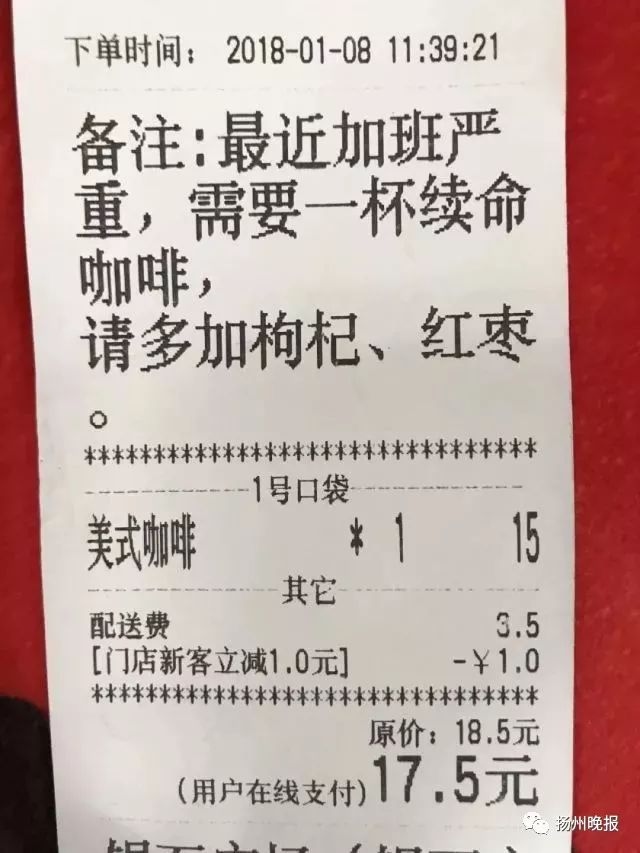 下单时间： 2018-01-08 11:39:21
备注:最近加班严
重，需要一杯续命
咖啡，
请多加枸杞、红枣
。
********************************
1号口袋
美式咖啡 * 1 15
其它
配送费 3.5
[门店新客立减1.0元] -￥1.0
********************************
原价：18.5元
(用户在线支付)17.5元
扬州晚报